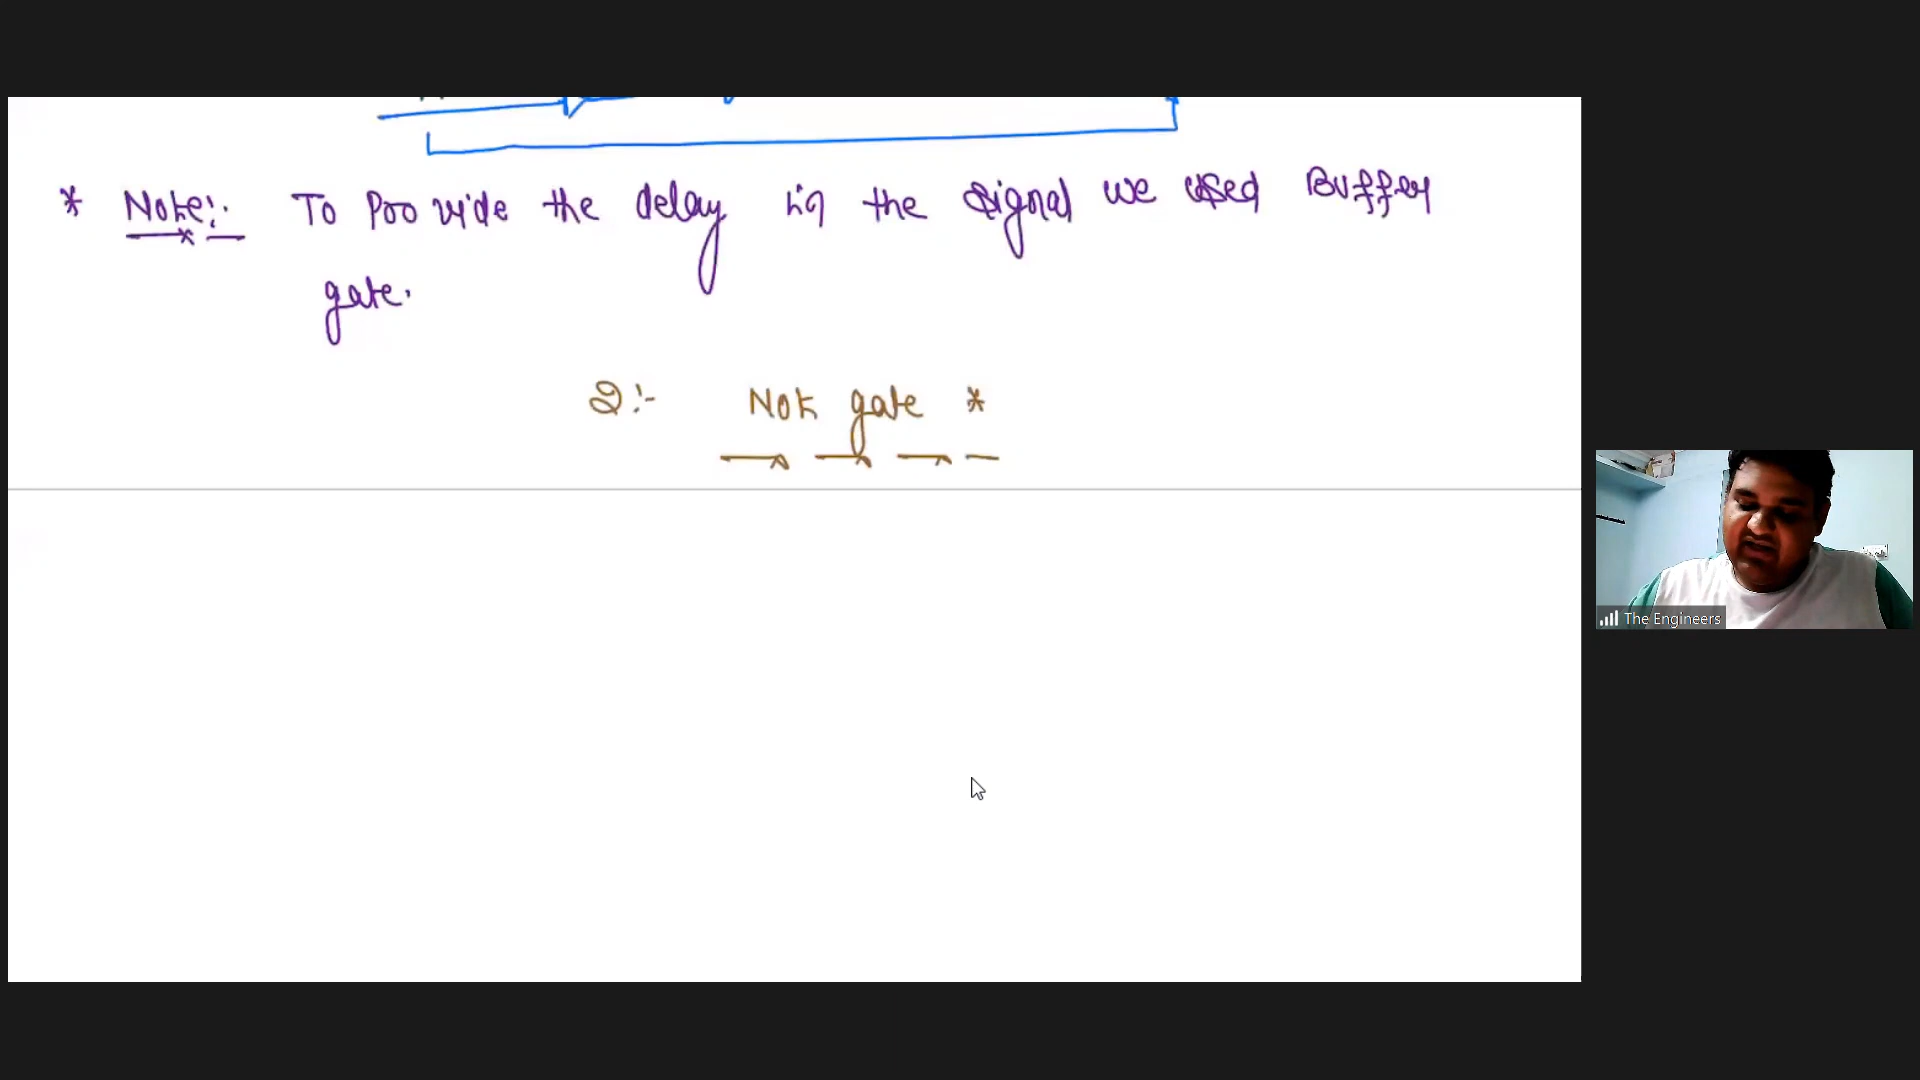 * Note:- To Provide the delay in the signal we used Buffer
gate.
2:- Not gate *
The Engineers